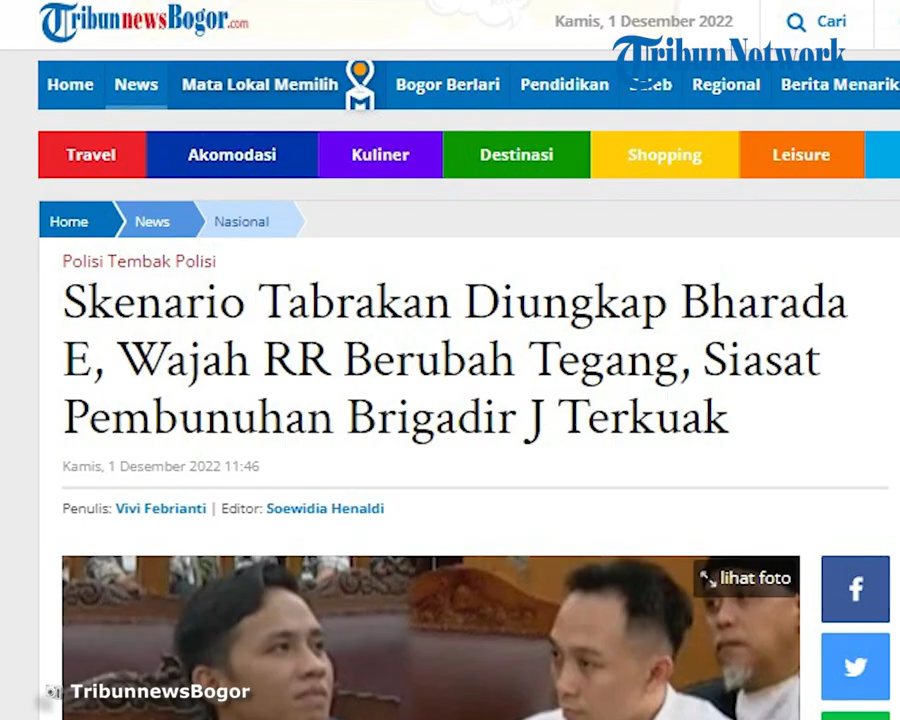 TribunnewsBogor.com
Kamis, 1 Desember 2022
Cari
TribunNetwork
Home News Mata Lokal Memilih Bogor Berlari Pendidikan Seleb Regional Berita Menarik
Travel Akomodasi Kuliner Destinasi Shopping Leisure
Home News Nasional
Polisi Tembak Polisi
Skenario Tabrakan Diungkap Bharada
E, Wajah RR Berubah Tegang, Siasat
Pembunuhan Brigadir J Terkuak
Kamis, 1 Desember 2022 11:46
Penulis: Vivi Febrianti | Editor: Soewidia Henaldi
lihat foto
TribunnewsBogor